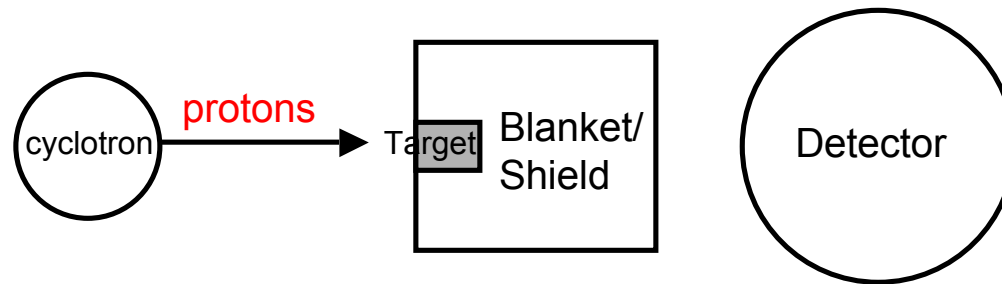 protons
cyclotron
Target
Blanket/
Shield
Detector